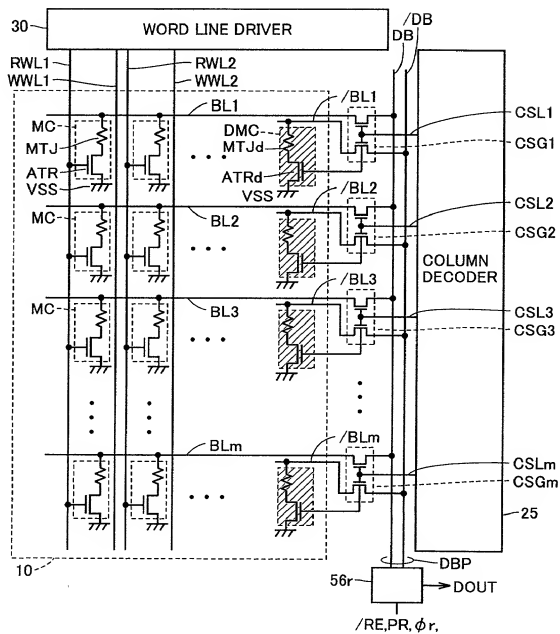 30
WORD LINE DRIVER
/DB
DB
RWL1
RWL2
WWL1
WWL2
BL1
/BL1
MC
DMC
CSL1
MTJ
MTJd
CSG1
ATR
ATRd
VSS
VSS
/BL2
CSL2
MC
BL2
CSG2
COLUMN DECODER
/BL3
MC
BL3
CSL3
CSG3
BLm
/BLm
CSLm
CSGm
25
10
DBP
56r
DOUT
/RE,PR,ϕr,